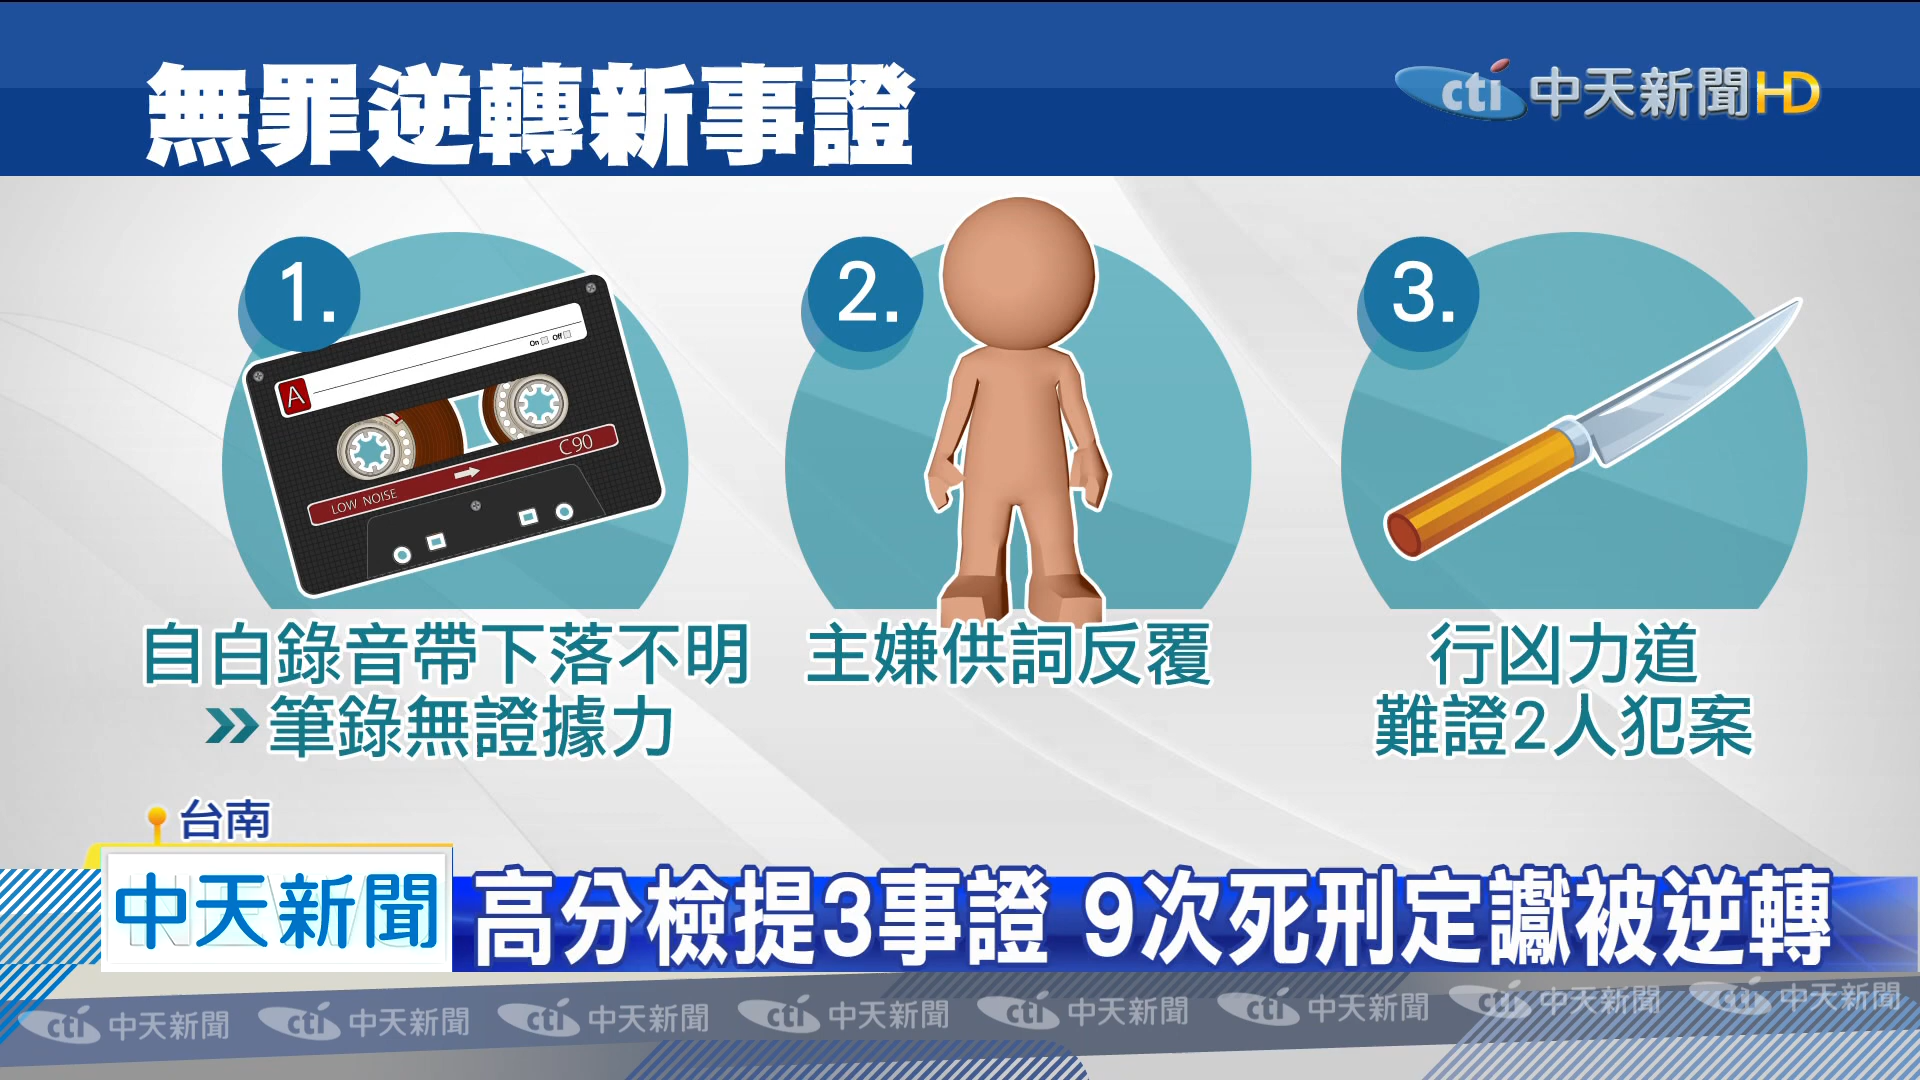 無罪逆轉新事證
cti 中天新聞HD
1.
A
On Off
C90
LOW NOISE
自白錄音帶下落不明
»筆錄無證據力
2.
主嫌供詞反覆
3.
行凶力道
難證2人犯案
台南
中天新聞
高分檢提3事證 9次死刑定讞被逆轉
cti 中天新聞 cti 中天新聞 cti 中天新聞 cti 中天新聞 cti 中天新聞 cti 中天新聞 cti 中天新聞 cti 中天新聞